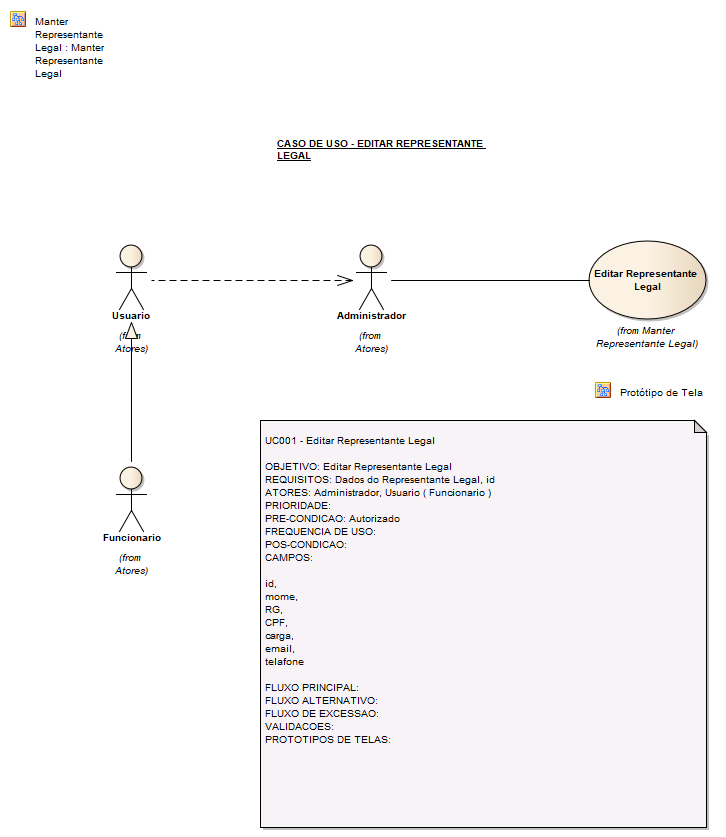 Manter
Representante
Legal : Manter
Representante
Legal
CASO DE USO - EDITAR REPRESENTANTE
LEGAL
Usuario
(from
Atores)
Administrador
(from
Atores)
Editar Representante
Legal
(from Manter
Representante Legal)
Protótipo de Tela
Funcionario
(from
Atores)
UC001 - Editar Representante Legal
OBJETIVO: Editar Representante Legal
REQUISITOS: Dados do Representante Legal, id
ATORES: Administrador, Usuario ( Funcionario )
PRIORIDADE:
PRE-CONDICAO: Autorizado
FREQUENCIA DE USO:
POS-CONDICAO:
CAMPOS:
id,
mome,
RG,
CPF,
carga,
email,
telafone
FLUXO PRINCIPAL:
FLUXO ALTERNATIVO:
FLUXO DE EXCESSAO:
VALIDACOES:
PROTOTIPOS DE TELAS: